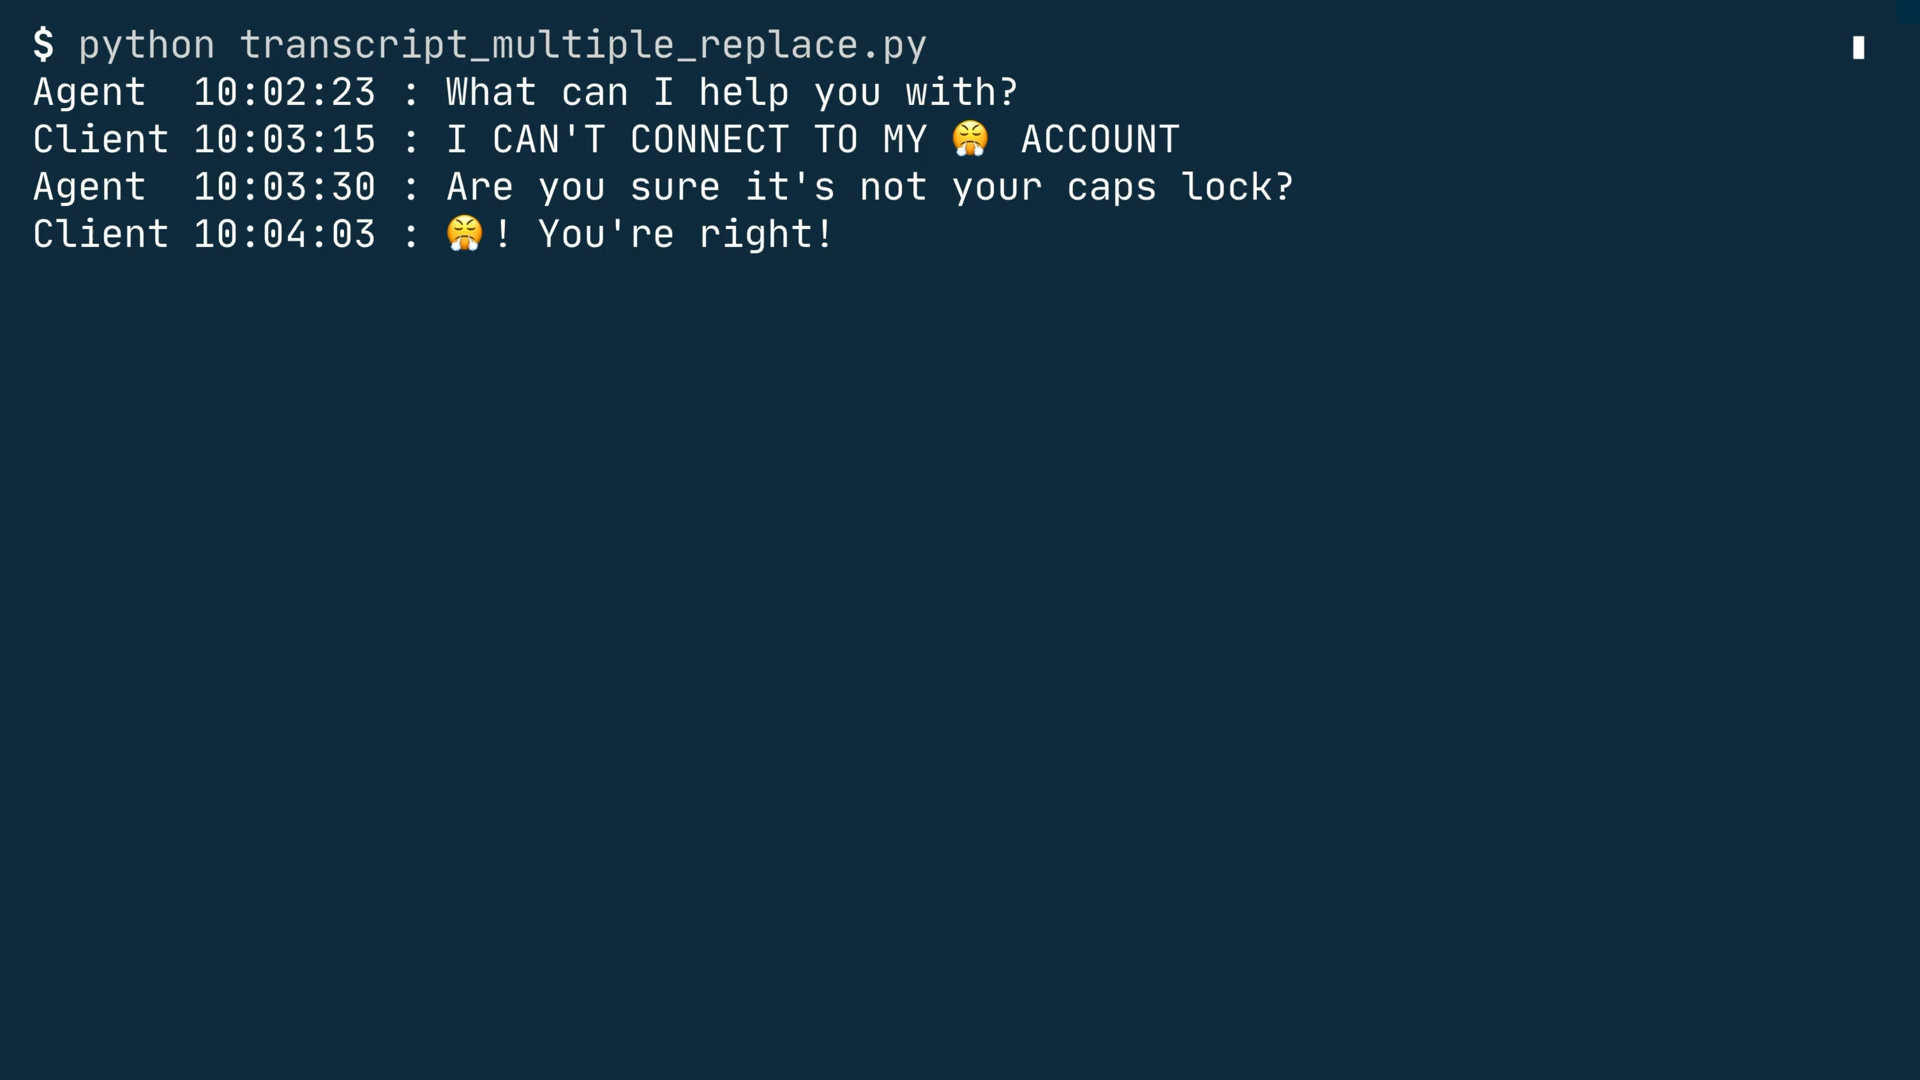 $ python transcript_multiple_replace.py
Agent  10:02:23 : What can I help you with?
Client 10:03:15 : I CAN'T CONNECT TO MY 😤 ACCOUNT
Agent  10:03:30 : Are you sure it's not your caps lock?
Client 10:04:03 : 😤! You're right!